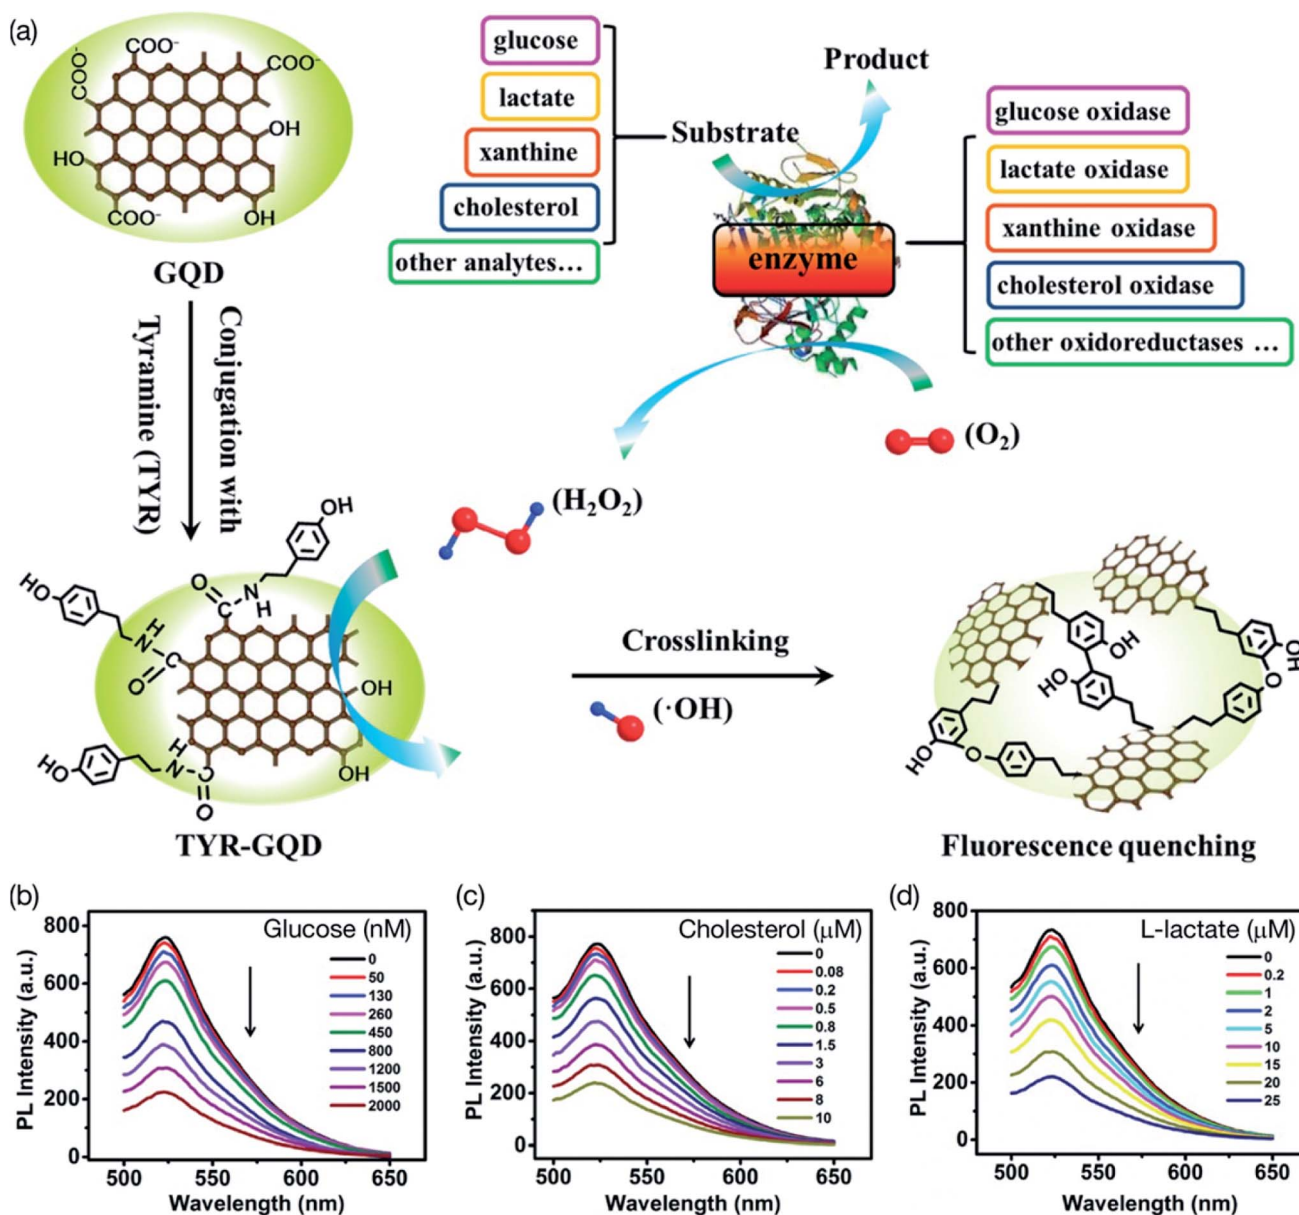 (a)
COO⁻
COO⁻
COO⁻
OH
HO
COO⁻
OH
GQD
Conjugation with
Tyramine (TYR)
glucose
lactate
xanthine
cholesterol
other analytes…
Substrate
Product
enzyme
glucose oxidase
lactate oxidase
xanthine oxidase
cholesterol oxidase
other oxidoreductases …
(O₂)
(H₂O₂)
OH
O
C
N
H
HO
H
N
C
O
OH
HO
H
N
C
O
OH
TYR-GQD
Crosslinking
(·OH)
OH
HO
OH
O
HO
O
Fluorescence quenching
(b)
Glucose (nM)
0
50
130
260
450
800
1200
1500
2000
PL Intensity (a.u.)
800
600
400
200
0
500 550 600 650
Wavelength (nm)
(c)
Cholesterol (μM)
0
0.08
0.2
0.5
0.8
1.5
3
6
8
10
PL Intensity (a.u.)
800
600
400
200
0
500 550 600 650
Wavelength (nm)
(d)
L-lactate (μM)
0
0.2
1
2
5
10
15
20
25
PL Intensity (a.u.)
800
600
400
200
0
500 550 600 650
Wavelength (nm)